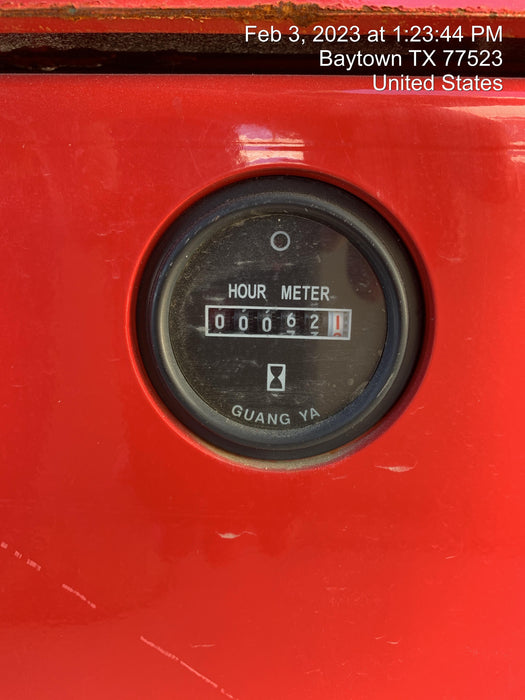 Feb 3, 2023 at 1:23:44 PM
Baytown TX 77523
United States
HOUR METER
000621
GUANG YA